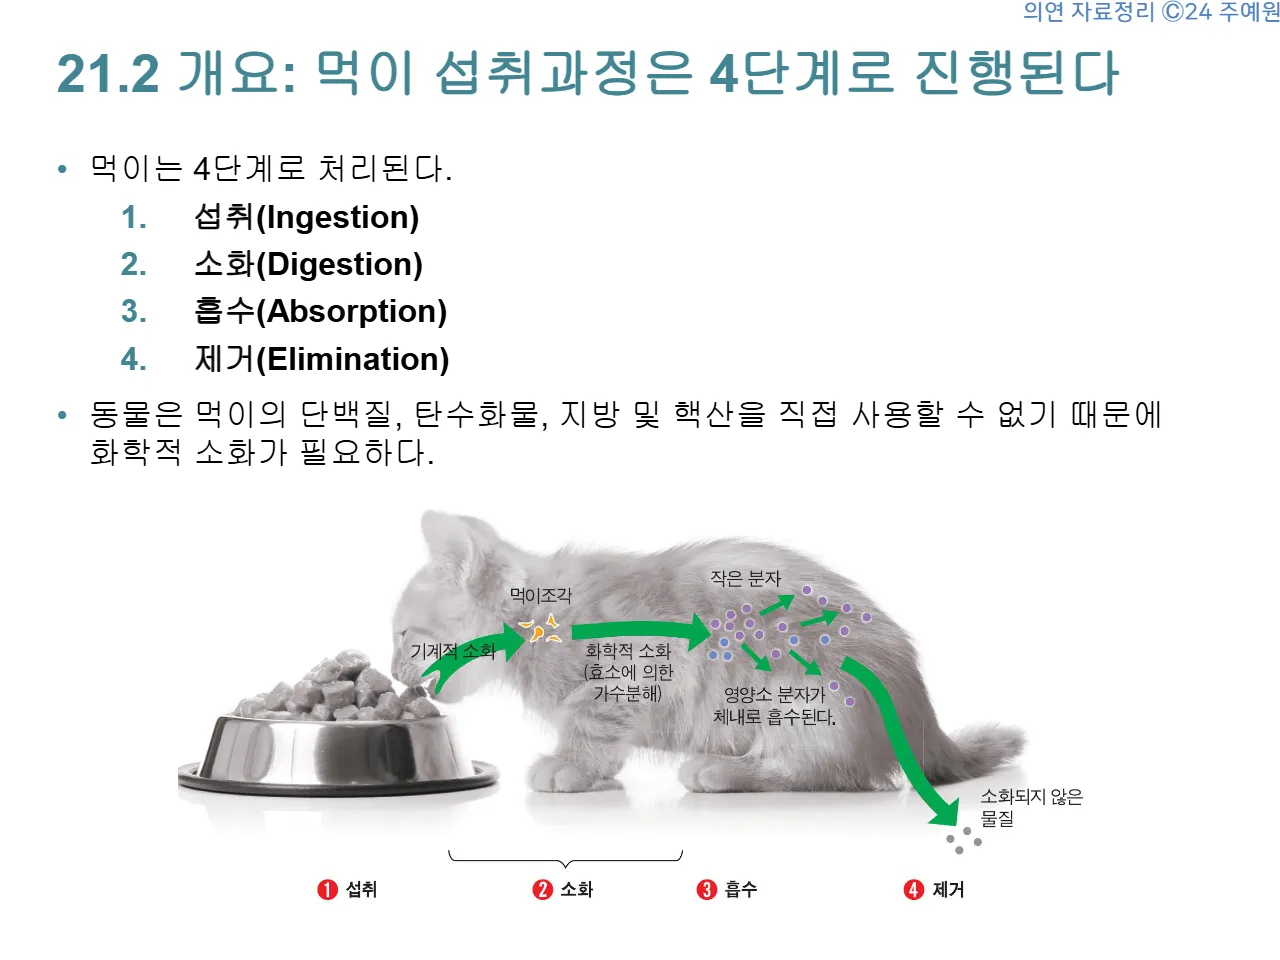 의연 자료정리 Ⓒ24 주예원
21.2 개요: 먹이 섭취과정은 4단계로 진행된다
• 먹이는 4단계로 처리된다.
1. 섭취(Ingestion)
2. 소화(Digestion)
3. 흡수(Absorption)
4. 제거(Elimination)
• 동물은 먹이의 단백질, 탄수화물, 지방 및 핵산을 직접 사용할 수 없기 때문에
화학적 소화가 필요하다.
작은 분자
먹이조각
기계적 소화
화학적 소화
(효소에 의한
가수분해)
영양소 분자가
체내로 흡수된다.
소화되지 않은
물질
1 섭취
2 소화
3 흡수
4 제거